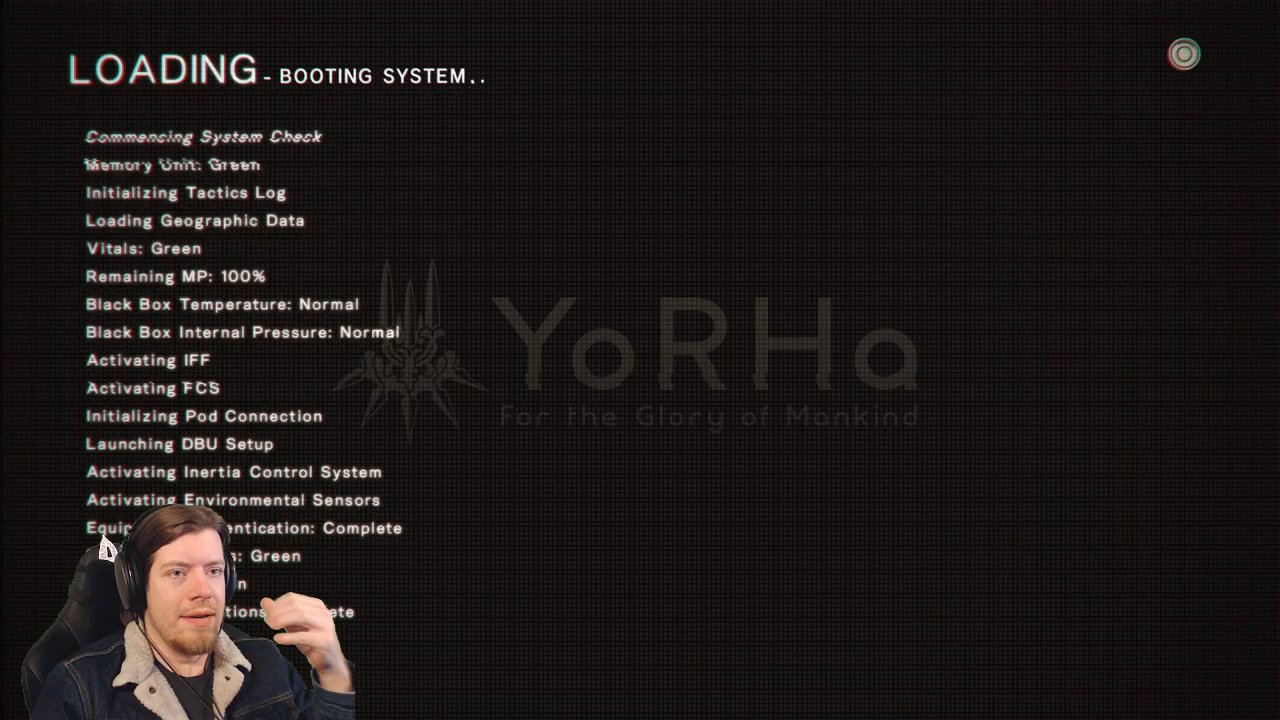 LOADING - BOOTING SYSTEM..
Commencing System Check
Memory Unit: Green
Initializing Tactics Log
Loading Geographic Data
Vitals: Green
Remaining MP: 100%
Black Box Temperature: Normal
Black Box Internal Pressure: Normal
Activating IFF
Activating FCS
Initializing Pod Connection
Launching DBU Setup
Activating Inertia Control System
Activating Environmental Sensors
Complete
Green
YoRHa
For the Glory of Mankind